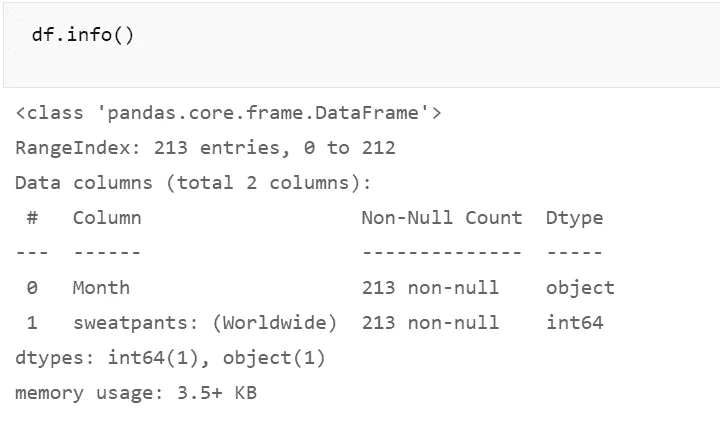 df.info()
<class 'pandas.core.frame.DataFrame'>
RangeIndex: 213 entries, 0 to 212
Data columns (total 2 columns):
 #   Column                   Non-Null Count  Dtype
---  ------                   --------------  -----
 0   Month                    213 non-null    object
 1   sweatpants: (Worldwide)  213 non-null    int64
dtypes: int64(1), object(1)
memory usage: 3.5+ KB